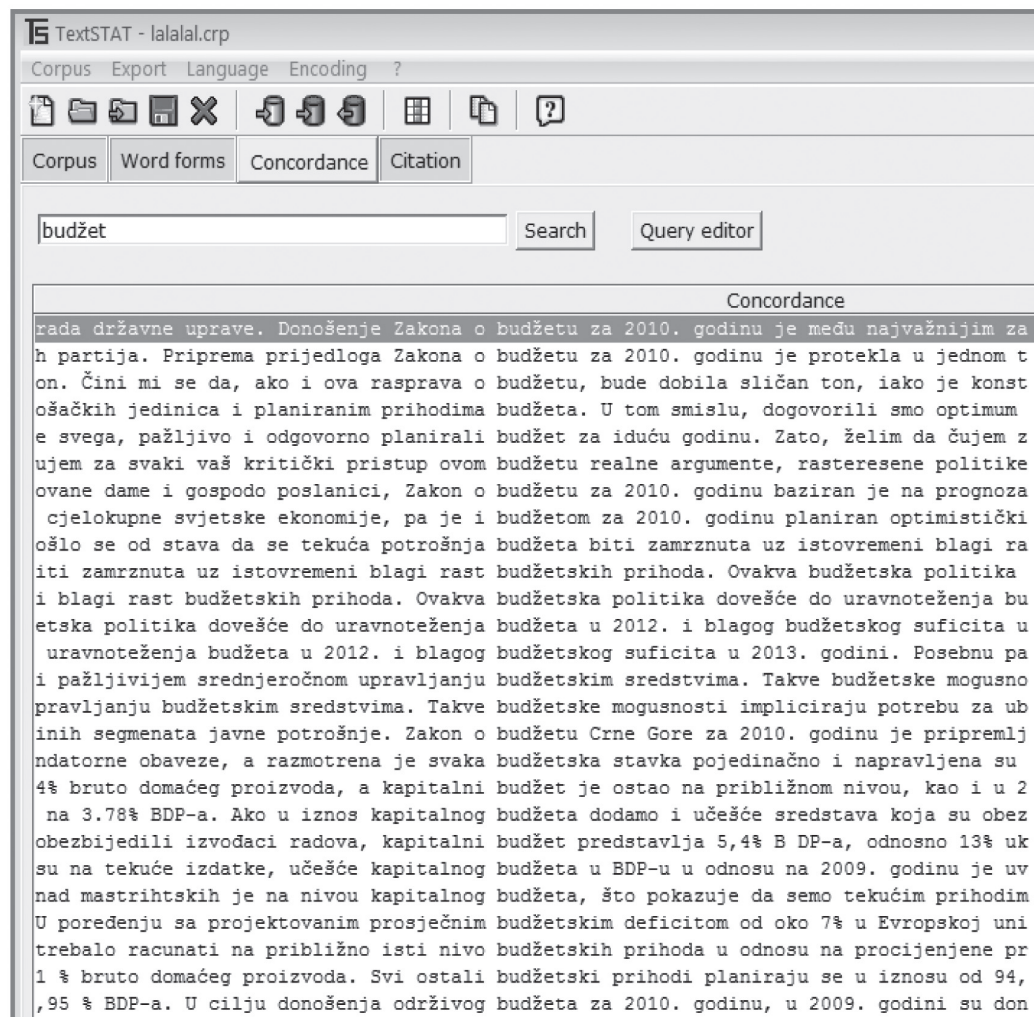 TextSTAT - lalalal.crp
Corpus Export Language Encoding ?
Corpus Word forms Concordance Citation
budžet Search Query editor
Concordance
rada državne uprave. Donošenje Zakona o budžetu za 2010. godinu je među najvažnijim za
h partija. Priprema prijedloga Zakona o budžetu za 2010. godinu je protekla u jednom t
on. Čini mi se da, ako i ova rasprava o budžetu, bude dobila sličan ton, iako je konst
ošačkih jedinica i planiranim prihodima budžeta. U tom smislu, dogovorili smo optimum
e svega, pažljivo i odgovorno planirali budžet za iduću godinu. Zato, želim da čujem z
ujem za svaki vaš kritički pristup ovom budžetu realne argumente, rasteresene politike
ovane dame i gospodo poslanici, Zakon o budžetu za 2010. godinu baziran je na prognoza
cjelokupne svjetske ekonomije, pa je i budžetom za 2010. godinu planiran optimistički
ošlo se od stava da se tekuća potrošnja budžeta biti zamrznuta uz istovremeni blagi ra
iti zamrznuta uz istovremeni blagi rast budžetskih prihoda. Ovakva budžetska politika
i blagi rast budžetskih prihoda. Ovakva budžetska politika dovešće do uravnoteženja bu
etska politika dovešće do uravnoteženja budžeta u 2012. i blagog budžetskog suficita u
uravnoteženja budžeta u 2012. i blagog budžetskog suficita u 2013. godini. Posebnu pa
i pažljivijem srednjeročnom upravljanju budžetskim sredstvima. Takve budžetske mogusno
pravljanju budžetskim sredstvima. Takve budžetske mogusnosti impliciraju potrebu za ub
inih segmenata javne potrošnje. Zakon o budžetu Crne Gore za 2010. godinu je pripremlj
ndatorne obaveze, a razmotrena je svaka budžetska stavka pojedinačno i napravljena su
4% bruto domaćeg proizvoda, a kapitalni budžet je ostao na približnom nivou, kao i u 2
na 3.78% BDP-a. Ako u iznos kapitalnog budžeta dodamo i učešće sredstava koja su obez
obezbijedili izvođaci radova, kapitalni budžet predstavlja 5,4% B DP-a, odnosno 13% uk
su na tekuće izdatke, učešće kapitalnog budžeta u BDP-u u odnosu na 2009. godinu je uv
nad mastrihtskih je na nivou kapitalnog budžeta, što pokazuje da semo tekućim prihodim
U poređenju sa projektovanim prosječnim budžetskim deficitom od oko 7% u Evropskoj uni
trebalo racunati na približno isti nivo budžetskih prihoda u odnosu na procijenjene pr
1 % bruto domaćeg proizvoda. Svi ostali budžetski prihodi planiraju se u iznosu od 94,
,95 % BDP-a. U cilju donošenja održivog budžeta za 2010. godinu, u 2009. godini su don